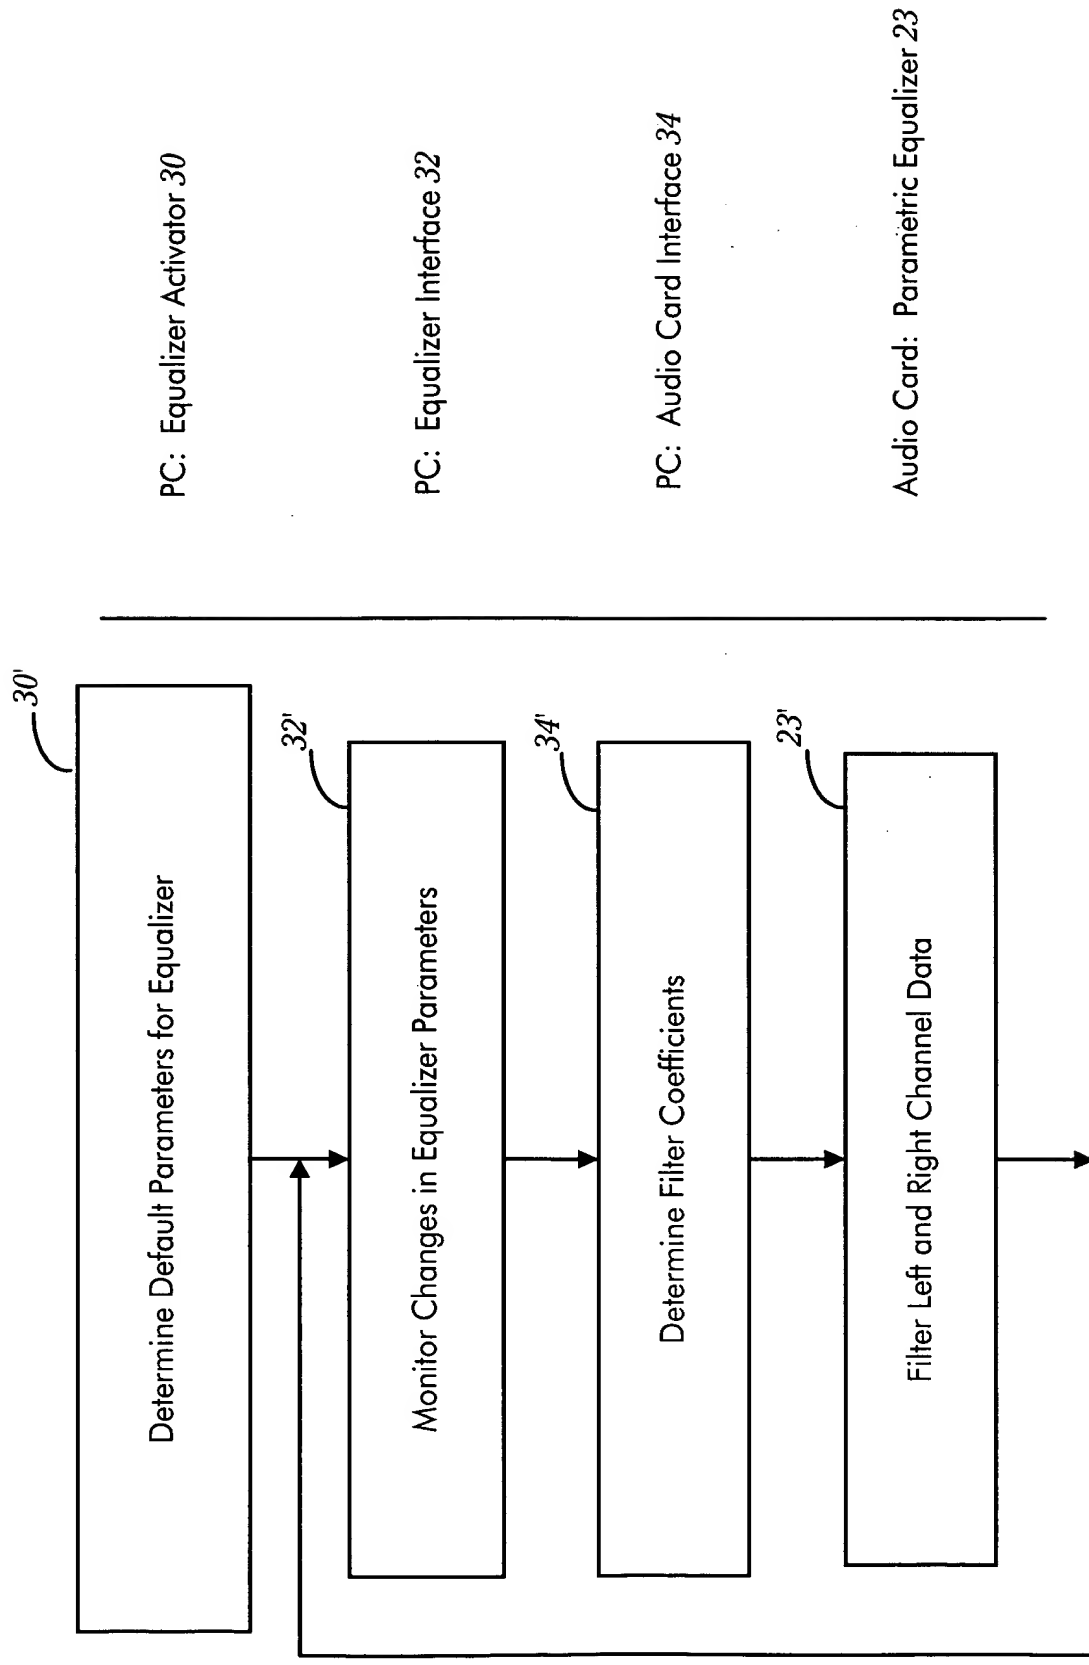 30'
Determine Default Parameters for Equalizer
PC: Equalizer Activator 30
32'
Monitor Changes in Equalizer Parameters
PC: Equalizer Interface 32
34'
Determine Filter Coefficients
PC: Audio Card Interface 34
23'
Filter Left and Right Channel Data
Audio Card: Parametric Equalizer 23